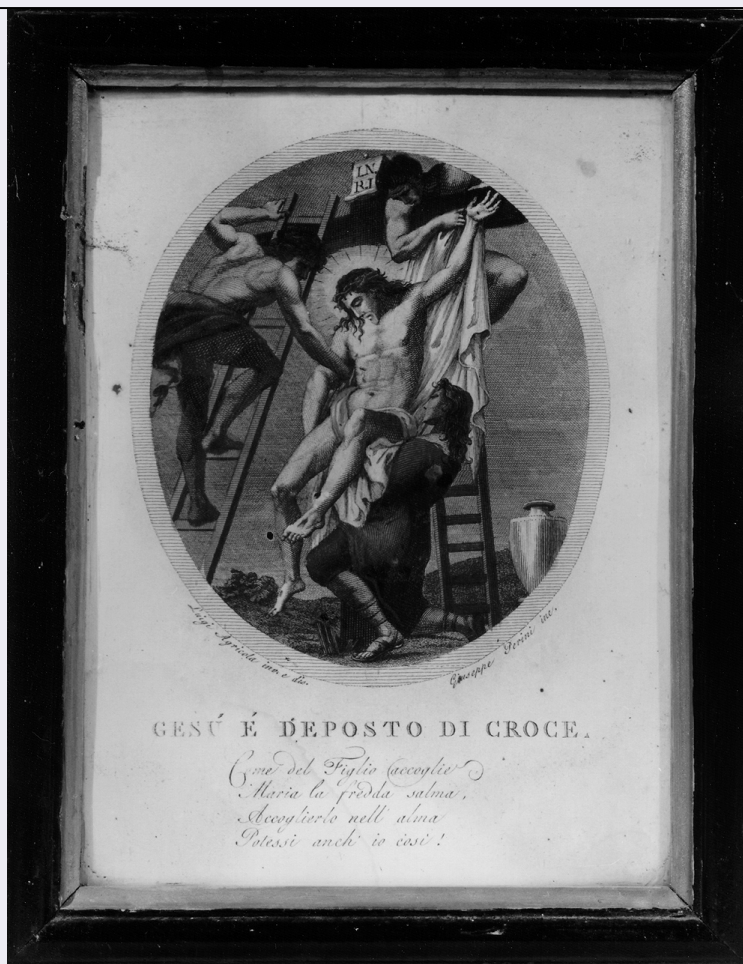 I.N.
R.I.
Luigi Agricola inv. e dis.
Giuseppe Perini inc.
GESÚ É DEPOSTO DI CROCE.
Come del Figlio accoglie
Maria la fredda salma,
Accoglierlo nell' alma
Potessi anch' io così!